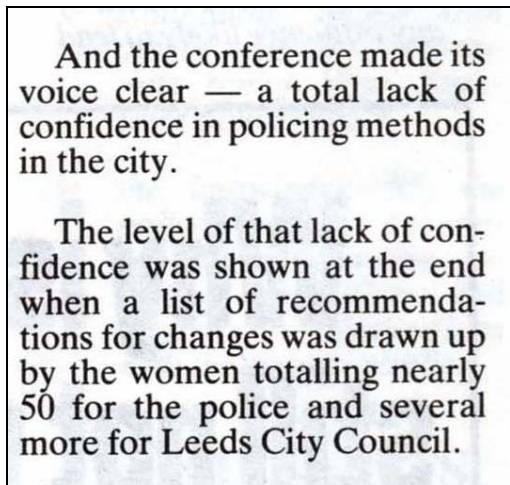 And the conference made its
voice clear — a total lack of
confidence in policing methods
in the city.
The level of that lack of con-
fidence was shown at the end
when a list of recommenda-
tions for changes was drawn up
by the women totalling nearly
50 for the police and several
more for Leeds City Council.